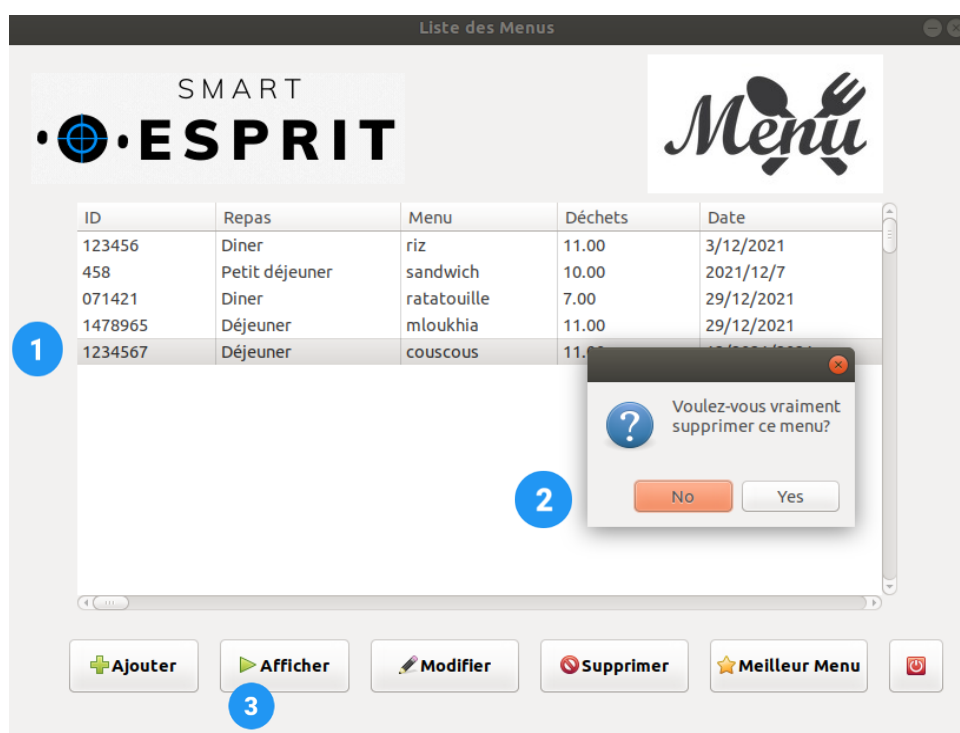 Liste des Menus
SMART
ESPRIT
Menu
ID Repas Menu Déchets Date
123456 Diner riz 11.00 3/12/2021
458 Petit déjeuner sandwich 10.00 2021/12/7
071421 Diner ratatouille 7.00 29/12/2021
1478965 Déjeuner mloukhia 11.00 29/12/2021
1 1234567 Déjeuner couscous
Voulez-vous vraiment
supprimer ce menu?
2
No Yes
Ajouter Afficher Modifier Supprimer Meilleur Menu
3